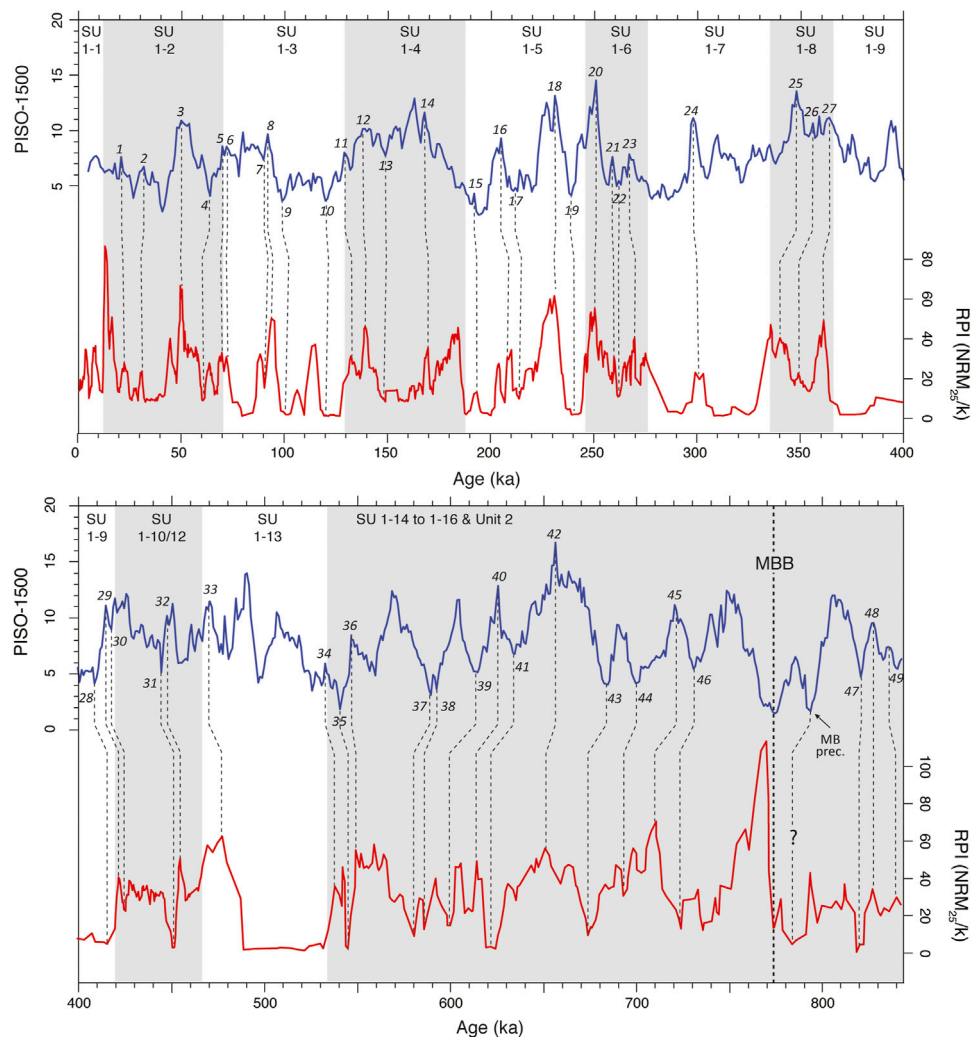 SU SU SU SU SU SU SU SU SU
1-1 1-2 1-3 1-4 1-5 1-6 1-7 1-8 1-9
20
15
10
5
PISO-1500
1 2 3 4 5 6 7 8 9 10 11 12 13 14 15 16 17 18 19 20 21 22 23 24 25 26 27
80
60
40
20
0
RPI (NRM25/k)
0 50 100 150 200 250 300 350 400
Age (ka)
SU SU SU SU 1-14 to 1-16 & Unit 2
1-9 1-10/12 1-13
20
15
10
5
0
PISO-1500
MBB
28 29 30 31 32 33 34 35 36 37 38 39 40 41 42 43 44 45 46 47 48 49
MB
prec.
?
100
80
60
40
20
0
RPI (NRM25/k)
400 500 600 700 800
Age (ka)